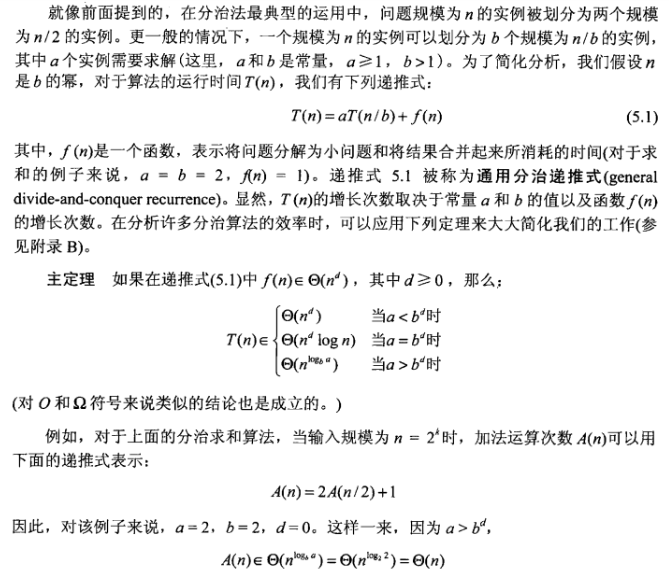 就像前面提到的，在分治法最典型的运用中，问题规模为 n 的实例被划分为两个规模
为 n/2 的实例。更一般的情况下，一个规模为 n 的实例可以划分为 b 个规模为 n/b 的实例，
其中 a 个实例需要求解(这里，a 和 b 是常量，a≥1，b>1)。为了简化分析，我们假设 n
是 b 的幂，对于算法的运行时间 T(n)，我们有下列递推式：
T(n) = aT(n/b) + f(n) (5.1)
其中，f (n)是一个函数，表示将问题分解为小问题和将结果合并起来所消耗的时间(对于求
和的例子来说，a = b = 2，f(n) = 1)。递推式 5.1 被称为通用分治递推式(general
divide-and-conquer recurrence)。显然，T (n)的增长次数取决于常量 a 和 b 的值以及函数 f(n)
的增长次数。在分析许多分治算法的效率时，可以应用下列定理来大大简化我们的工作(参
见附录 B)。
主定理 如果在递推式(5.1)中 f(n)∈Θ(n^d)，其中 d ≥ 0，那么：
Θ(n^d) 当a < b^d时
T(n)∈ Θ(n^d log n) 当a = b^d时
Θ(n^(log_b a)) 当a > b^d时
(对 O 和 Ω 符号来说类似的结论也是成立的。)
例如，对于上面的分治求和算法，当输入规模为 n = 2^k 时，加法运算次数 A(n)可以用
下面的递推式表示：
A(n) = 2A(n/2)+1
因此，对该例子来说，a = 2，b = 2，d = 0。这样一来，因为 a > b^d，
A(n)∈Θ(n^(log_b a)) = Θ(n^(log_2 2)) = Θ(n)